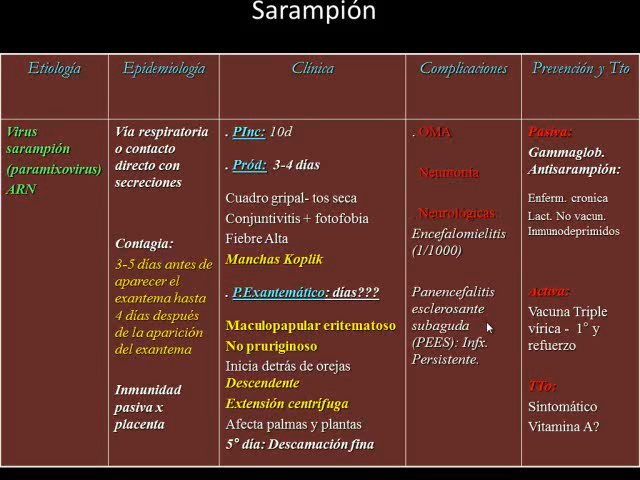 Sarampión
Etiología
Epidemiología
Clínica
Complicaciones
Prevención y Tto
Virus
sarampión
(paramixovirus)
ARN
Vía respiratoria
o contacto
directo con
secreciones
Contagia:
3-5 días antes de
aparecer el
exantema hasta
4 días después
de la aparición
del exantema
Inmunidad
pasiva x
placenta
. PInc: 10d
. Pród: 3-4 días
Cuadro gripal- tos seca
Conjuntivitis + fotofobia
Fiebre Alta
Manchas Koplik
. P.Exantemático: días???
Maculopapular eritematoso
No pruriginoso
Inicia detrás de orejas
Descendente
Extensión centrífuga
Afecta palmas y plantas
5° día: Descamación fina
. OMA
. Neumonía
. Neurológicas
Encefalomielitis
(1/1000)
Panencefalitis
esclerosante
subaguda
(PEES): Infx.
Persistente.
Pasiva:
Gammaglob.
Antisarampión:
Enferm. cronica
Lact. No vacun.
Inmunodeprimidos
Activa:
Vacuna Triple
vírica - 1° y
refuerzo
TTo:
Sintomático
Vitamina A?